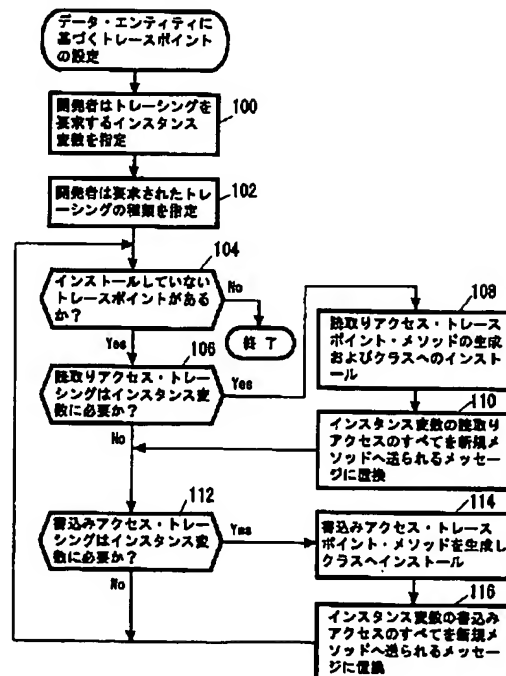 データ・エンティティに
基づくトレースポイント
の設定
100
開発者はトレーシングを
要求するインスタンス
変数を指定
102
開発者は要求されたトレ
ーシングの種類を指定
104
インストールしていない
トレースポイントがある
か?
No
終了
Yes
106
読取りアクセス・トレー
シングはインスタンス変
数に必要か?
Yes
No
108
読取りアクセス・トレース
ポイント・メソッドの生成
およびクラスへのインスト
ール
110
インスタンス変数の読取り
アクセスのすべてを新規メ
ソッドへ送られるメッセー
ジに置換
112
書込みアクセス・トレー
シングはインスタンス変
数に必要か?
Yes
No
114
書込みアクセス・トレース
ポイント・メソッドを生成し
クラスへインストール
116
インスタンス変数の書込み
アクセスのすべてを新規メ
ソッドへ送られるメッセー
ジに置換